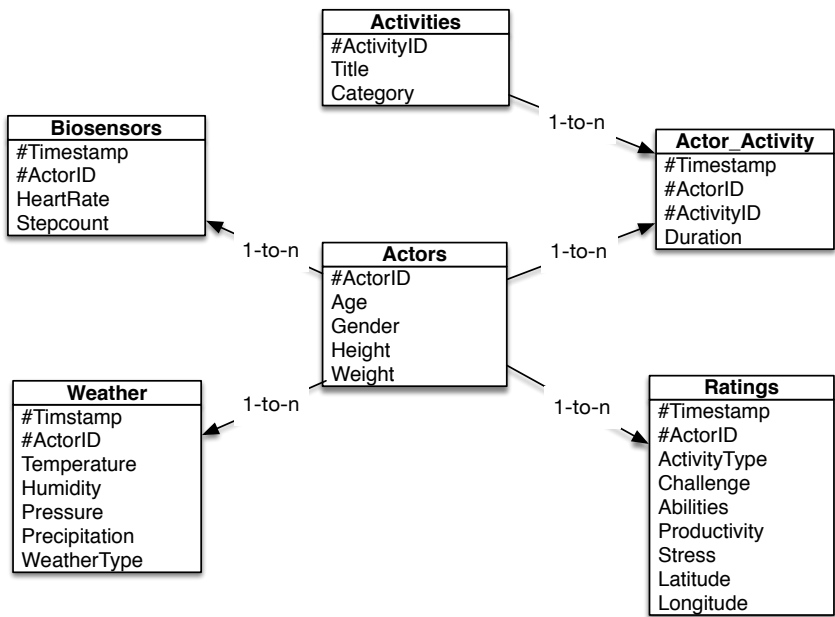 Activities
#ActivityID
Title
Category
1-to-n
Biosensors
#Timestamp
#ActorID
HeartRate
Stepcount
Actor_Activity
#Timestamp
#ActorID
#ActivityID
Duration
1-to-n
1-to-n
Actors
#ActorID
Age
Gender
Height
Weight
Weather
#Timstamp
#ActorID
Temperature
Humidity
Pressure
Precipitation
WeatherType
1-to-n
1-to-n
Ratings
#Timestamp
#ActorID
ActivityType
Challenge
Abilities
Productivity
Stress
Latitude
Longitude